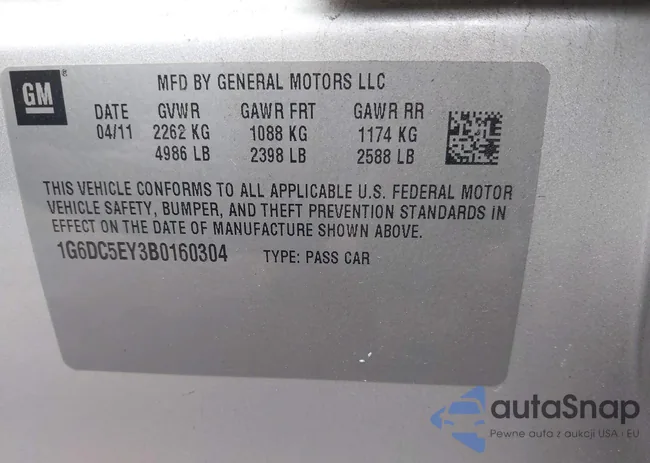 GM
MFD BY GENERAL MOTORS LLC
DATE GVWR GAWR FRT GAWR RR
04/11 2262 KG 1088 KG 1174 KG
4986 LB 2398 LB 2588 LB
THIS VEHICLE CONFORMS TO ALL APPLICABLE U.S. FEDERAL MOTOR
VEHICLE SAFETY, BUMPER, AND THEFT PREVENTION STANDARDS IN
EFFECT ON THE DATE OF MANUFACTURE SHOWN ABOVE.
1G6DC5EY3B0160304 TYPE: PASS CAR
autaSnap
Pewne auta z aukcji USA i EU